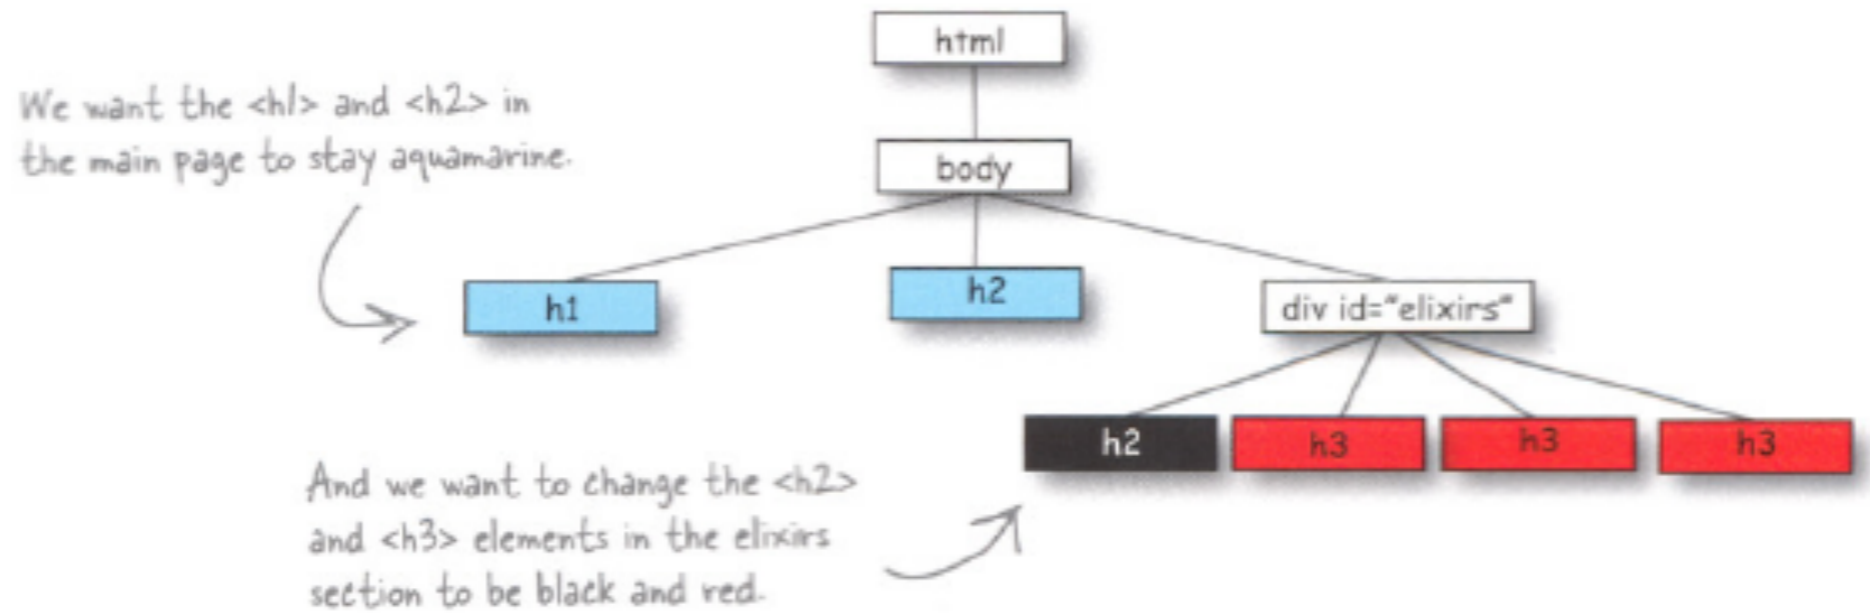 html
We want the <h1> and <h2> in
the main page to stay aquamarine.
body
h1
h2
div id="elixirs"
h2
h3
h3
h3
And we want to change the <h2>
and <h3> elements in the elixirs
section to be black and red.